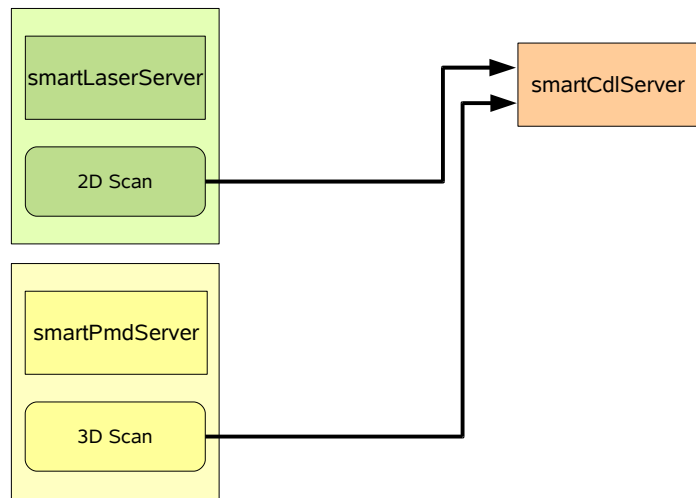 smartLaserServer
2D Scan
smartCdlServer
smartPmdServer
3D Scan